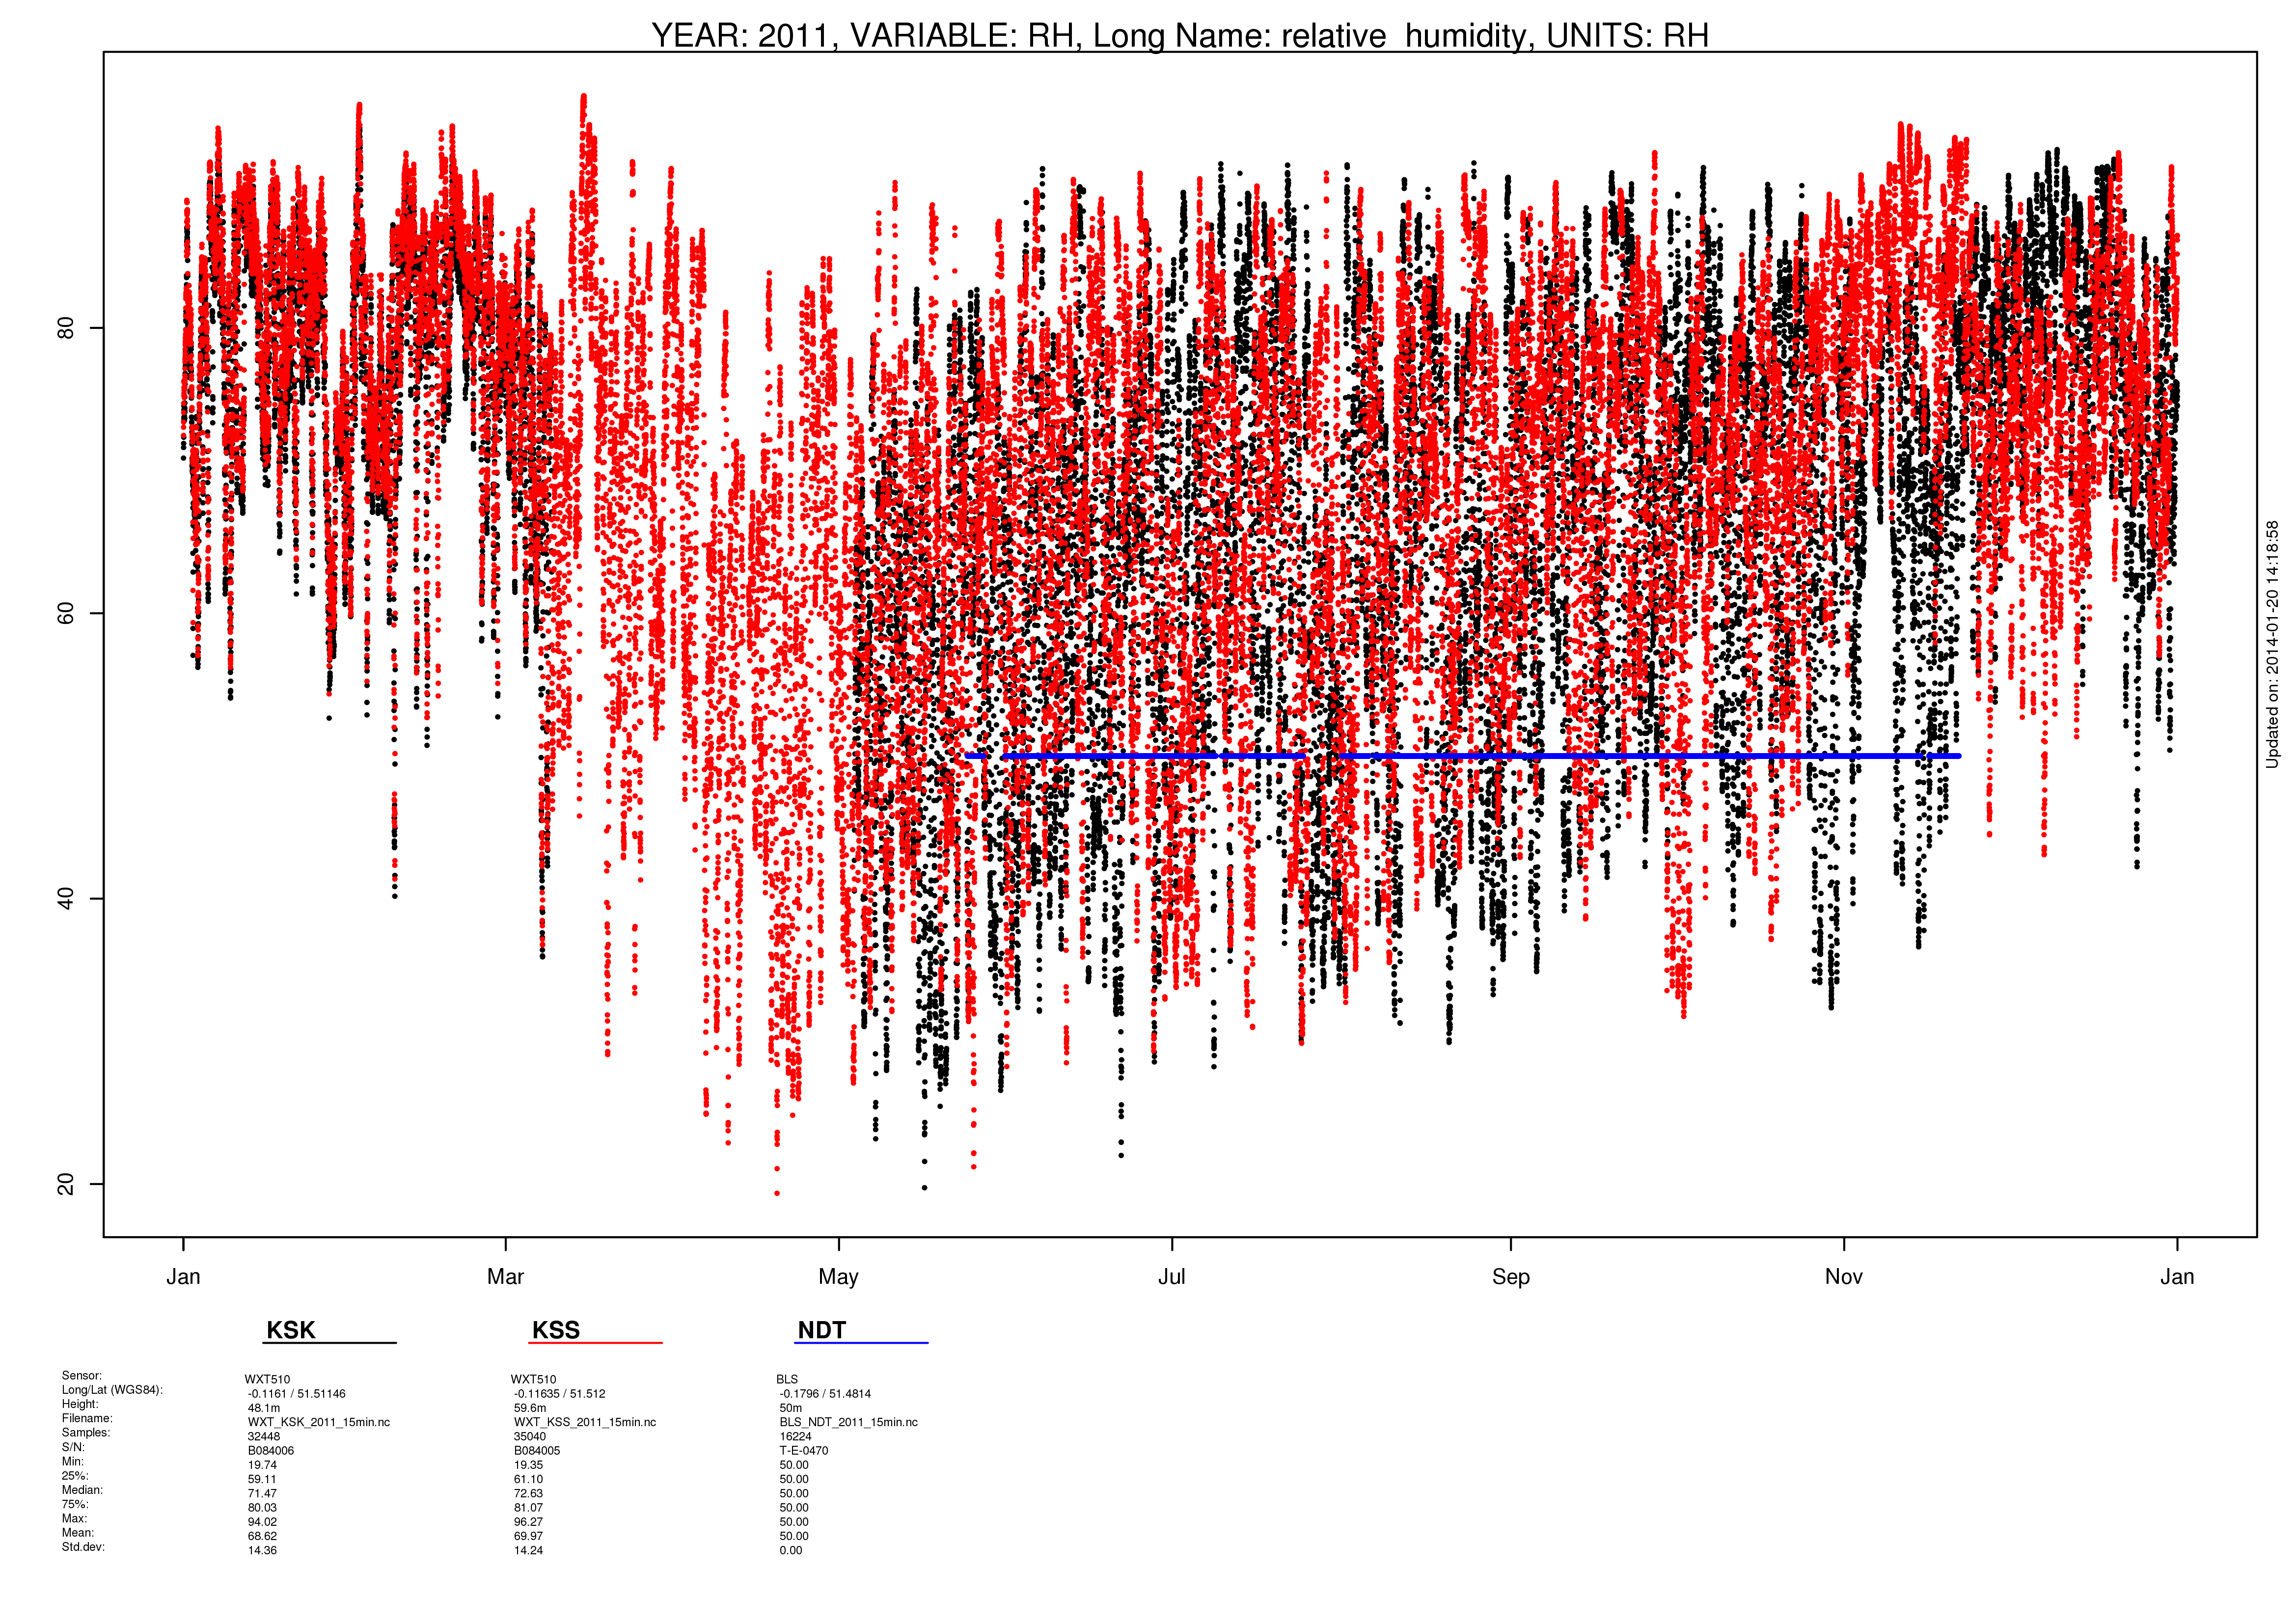 YEAR: 2011, VARIABLE: RH, Long Name: relative  humidity, UNITS: RH
80
60
40
20
Jan Mar May Jul Sep Nov Jan
Updated on: 2014-01-20 14:18:58
KSK KSS NDT
Sensor: WXT510 WXT510 BLS
Long/Lat (WGS84): -0.1161 / 51.51146 -0.11635 / 51.512 -0.1796 / 51.4814
Height: 48.1m 59.6m 50m
Filename: WXT_KSK_2011_15min.nc WXT_KSS_2011_15min.nc BLS_NDT_2011_15min.nc
Samples: 32448 35040 16224
S/N: B084006 B084005 T-E-0470
Min: 19.74 19.35 50.00
25%: 59.11 61.10 50.00
Median: 71.47 72.63 50.00
75%: 80.03 81.07 50.00
Max: 94.02 96.27 50.00
Mean: 68.62 69.97 50.00
Std.dev: 14.36 14.24 0.00